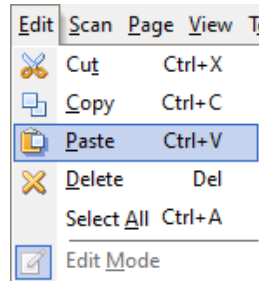 Edit Scan Page View
Cut Ctrl+X
Copy Ctrl+C
Paste Ctrl+V
Delete Del
Select All Ctrl+A
Edit Mode